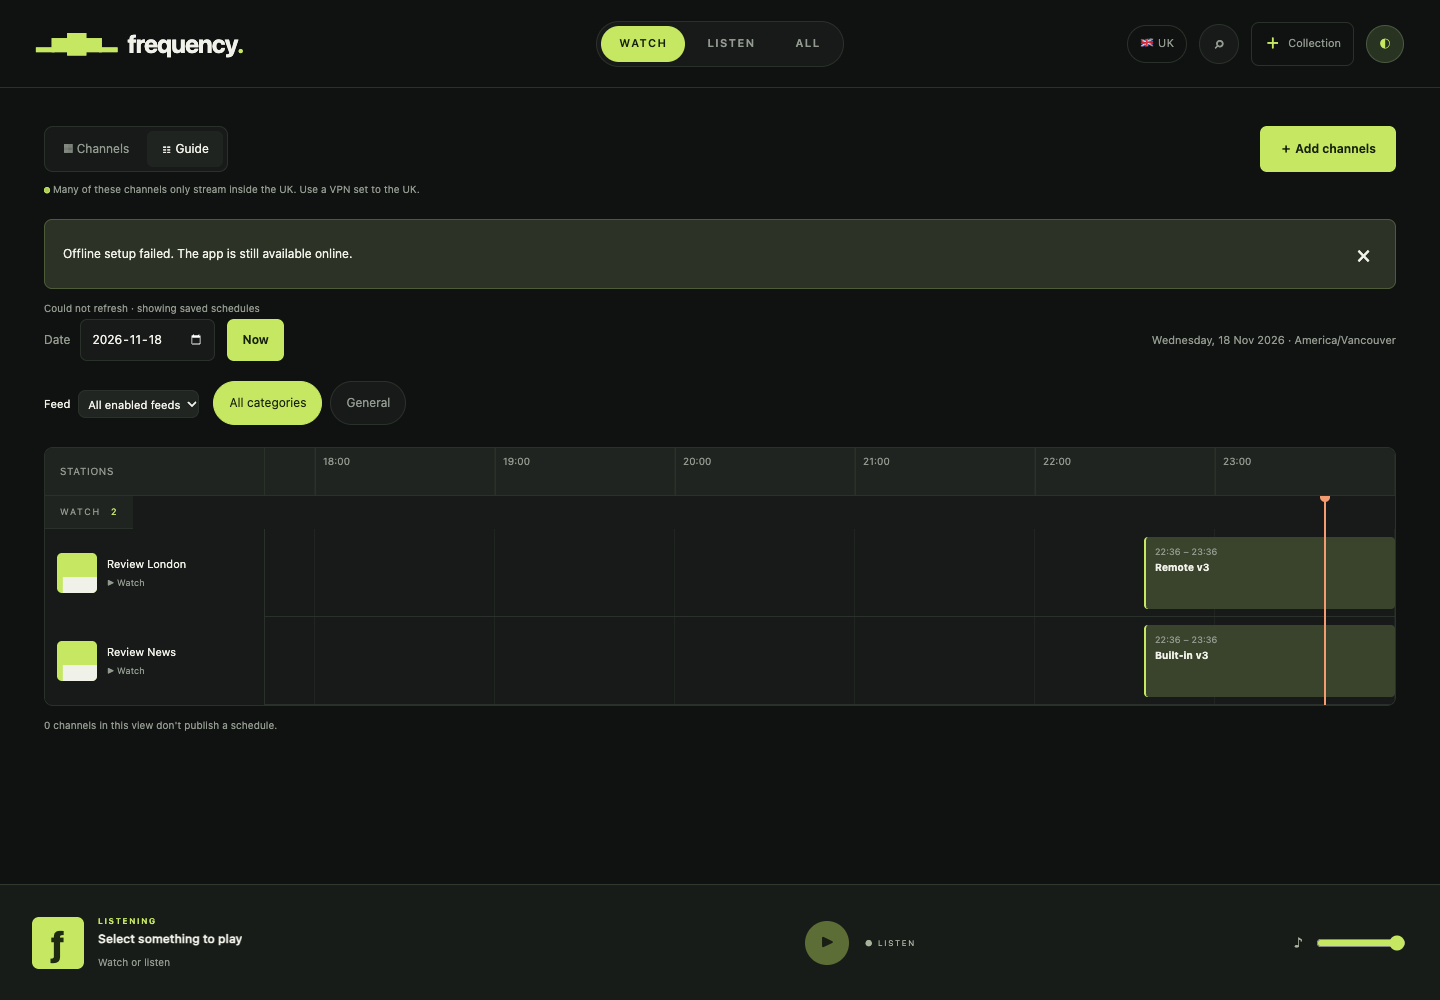 frequency.
WATCH LISTEN ALL
🇬🇧 UK
+ Collection
Channels
Guide
+ Add channels
Many of these channels only stream inside the UK. Use a VPN set to the UK.
Offline setup failed. The app is still available online.
×
Could not refresh · showing saved schedules
Date 2026-11-18 Now
Wednesday, 18 Nov 2026 · America/Vancouver
Feed All enabled feeds All categories General
STATIONS 18:00 19:00 20:00 21:00 22:00 23:00
WATCH 2
Review London
▶ Watch
22:36 – 23:36
Remote v3
Review News
▶ Watch
22:36 – 23:36
Built-in v3
0 channels in this view don't publish a schedule.
f
LISTENING
Select something to play
Watch or listen
LISTEN